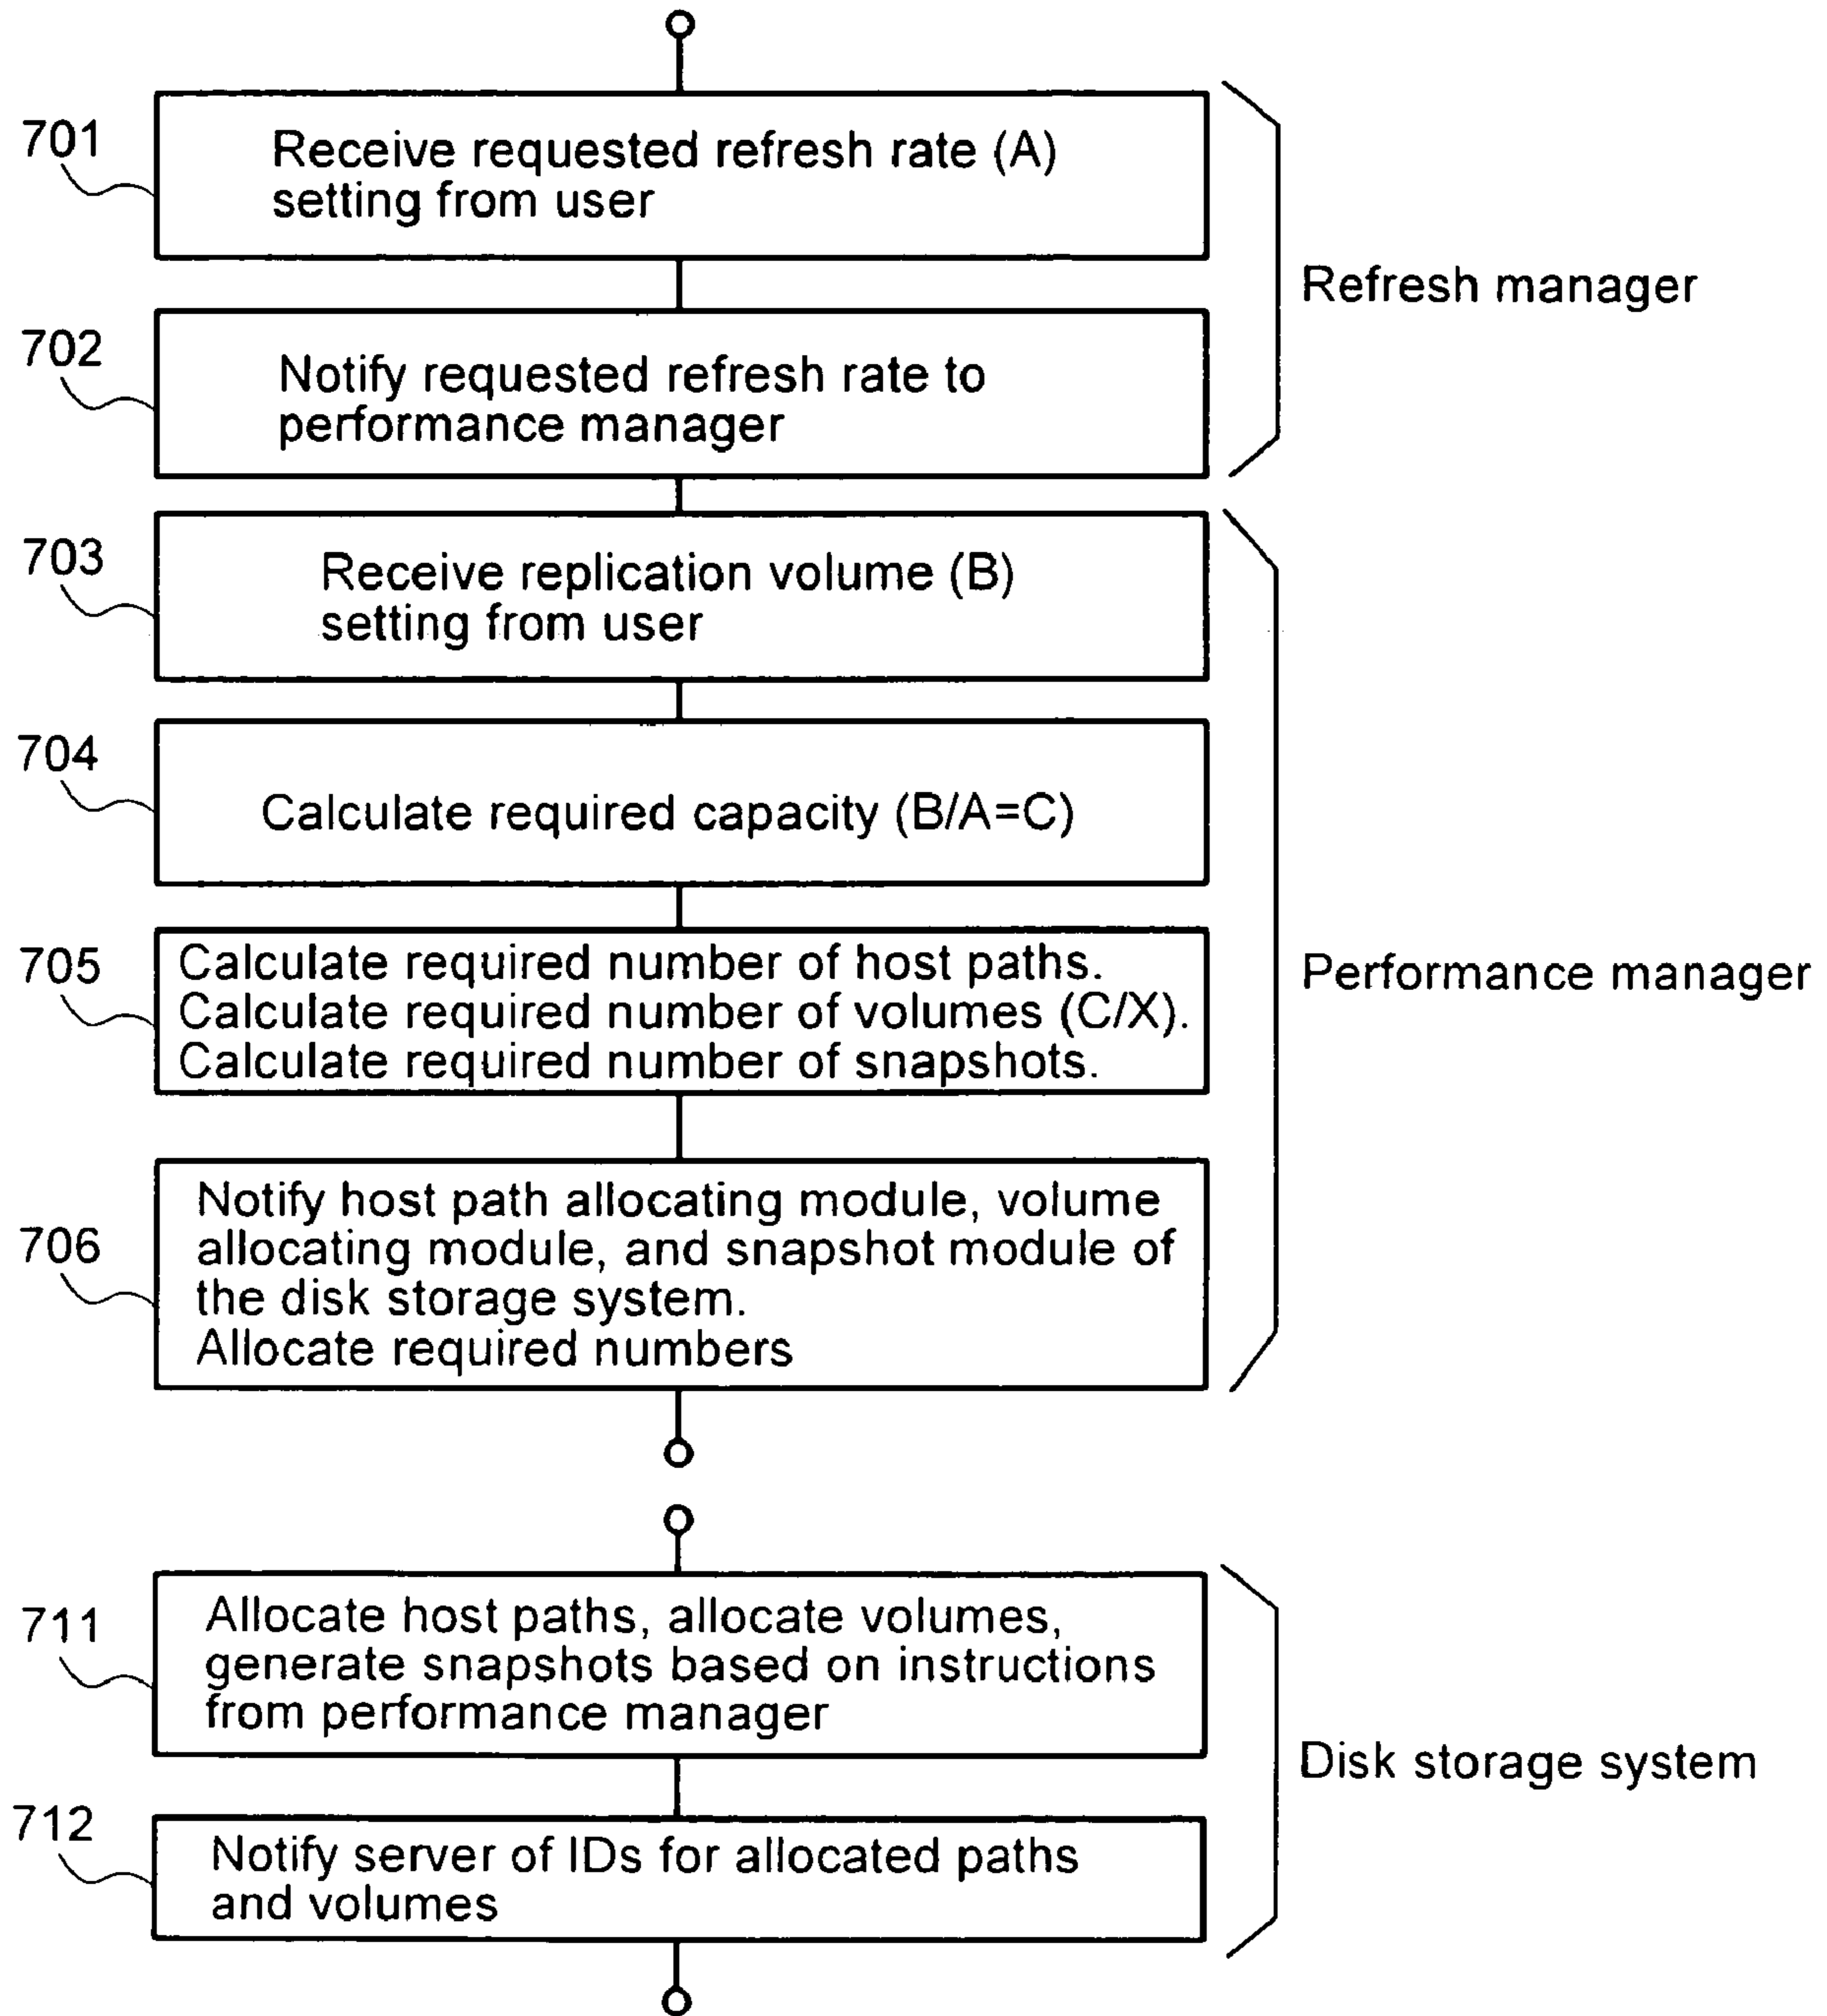 701
Receive requested refresh rate (A)
setting from user
Refresh manager
702
Notify requested refresh rate to
performance manager
703
Receive replication volume (B)
setting from user
704
Calculate required capacity (B/A=C)
705
Calculate required number of host paths.
Calculate required number of volumes (C/X).
Calculate required number of snapshots.
Performance manager
706
Notify host path allocating module, volume
allocating module, and snapshot module of
the disk storage system.
Allocate required numbers
711
Allocate host paths, allocate volumes,
generate snapshots based on instructions
from performance manager
Disk storage system
712
Notify server of IDs for allocated paths
and volumes